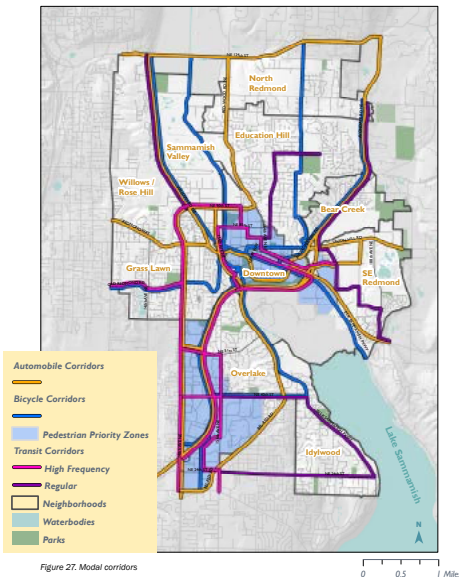 North
Redmond
Education Hill
Sammamish
Valley
Willows /
Rose Hill
Bear Creek
Grass Lawn
Downtown
SE
Redmond
Overlake
Idylwood
Lake Sammamish
Automobile Corridors
Bicycle Corridors
Pedestrian Priority Zones
Transit Corridors
High Frequency
Regular
Neighborhoods
Waterbodies
Parks
N
Figure 27. Modal corridors
0 0.5 1 Mile